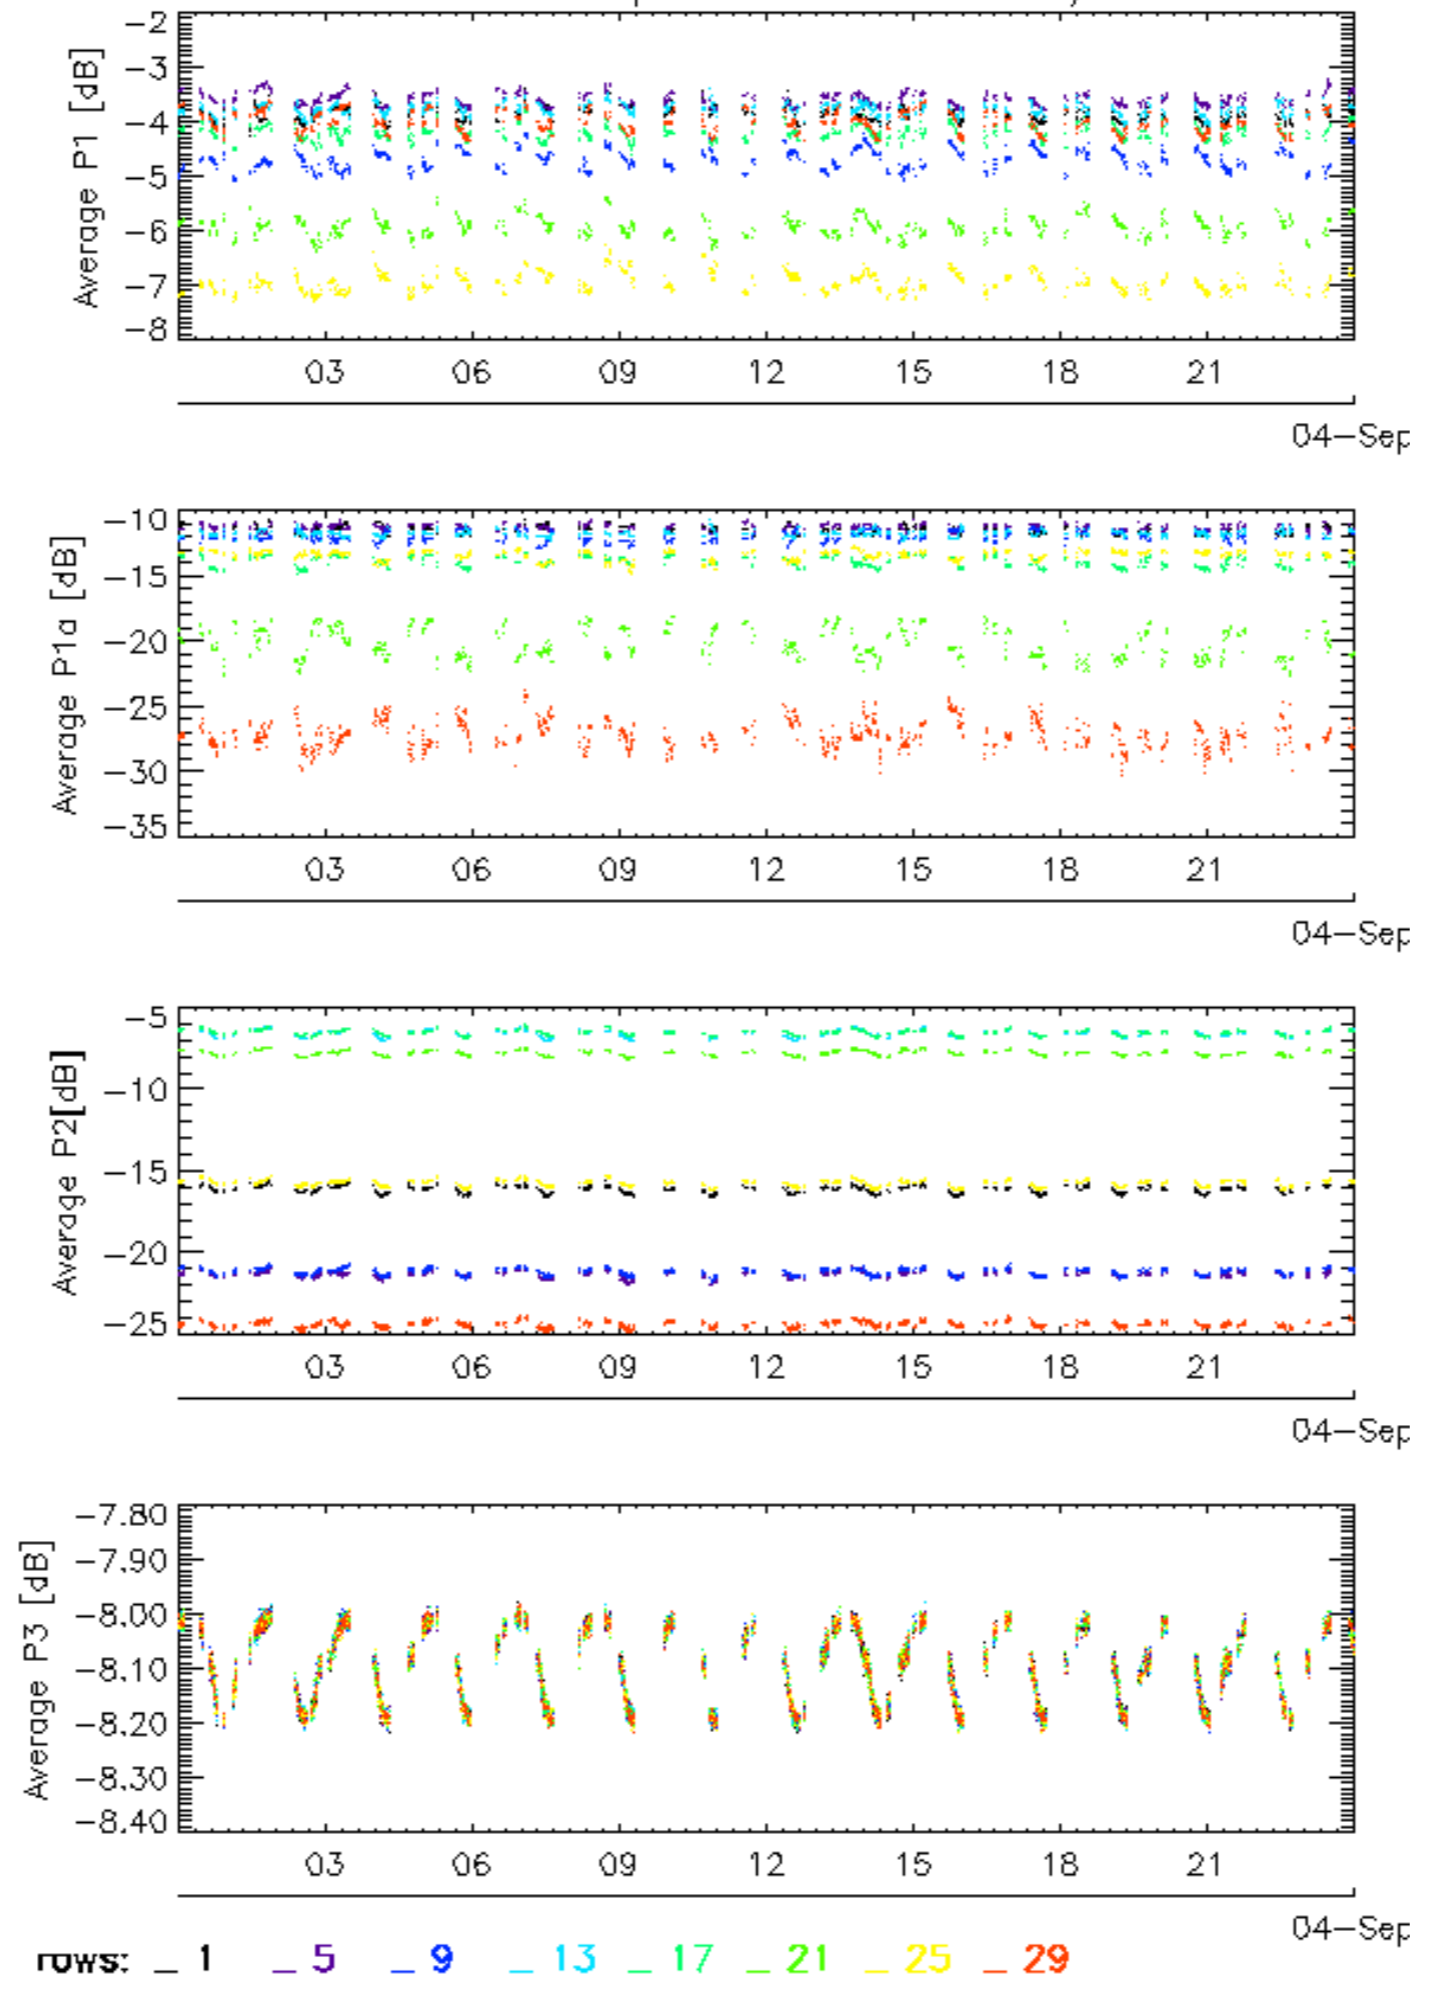 Average P1 [dB]
-2
-3
-4
-5
-6
-7
-8
03 06 09 12 15 18 21
04-Sep
Average P1a [dB]
-10
-15
-20
-25
-30
-35
03 06 09 12 15 18 21
04-Sep
Average P2[dB]
-5
-10
-15
-20
-25
03 06 09 12 15 18 21
04-Sep
Average P3 [dB]
-7.80
-7.90
-8.00
-8.10
-8.20
-8.30
-8.40
03 06 09 12 15 18 21
04-Sep
rows: _ 1 _ 5 _ 9 _ 13 _ 17 _ 21 _ 25 _ 29